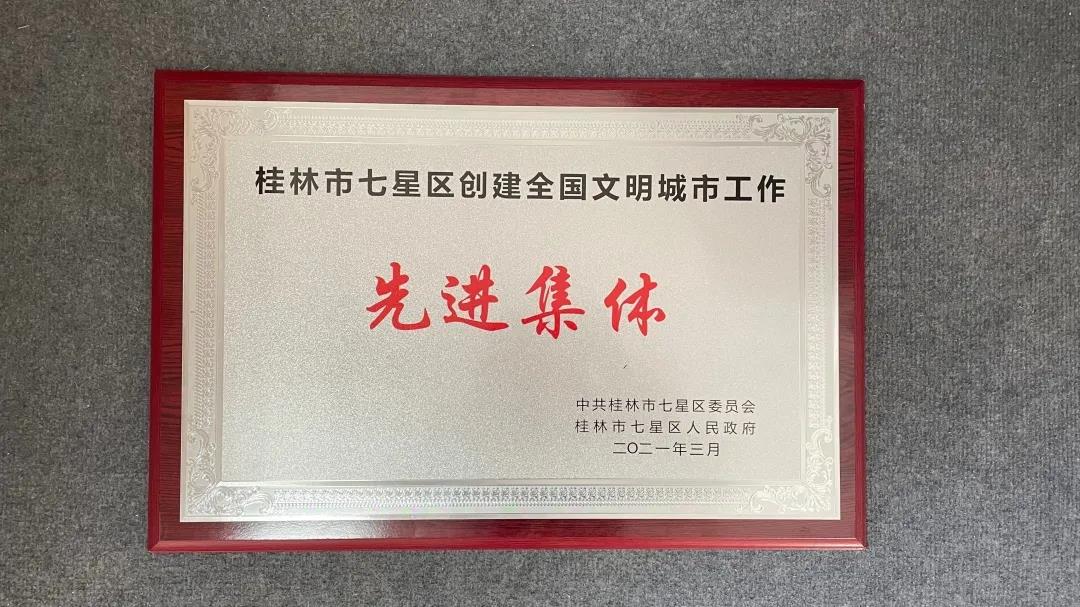 桂林市七星区创建全国文明城市工作
先进集体
中共桂林市七星区委员会
桂林市七星区人民政府
二〇二一年三月